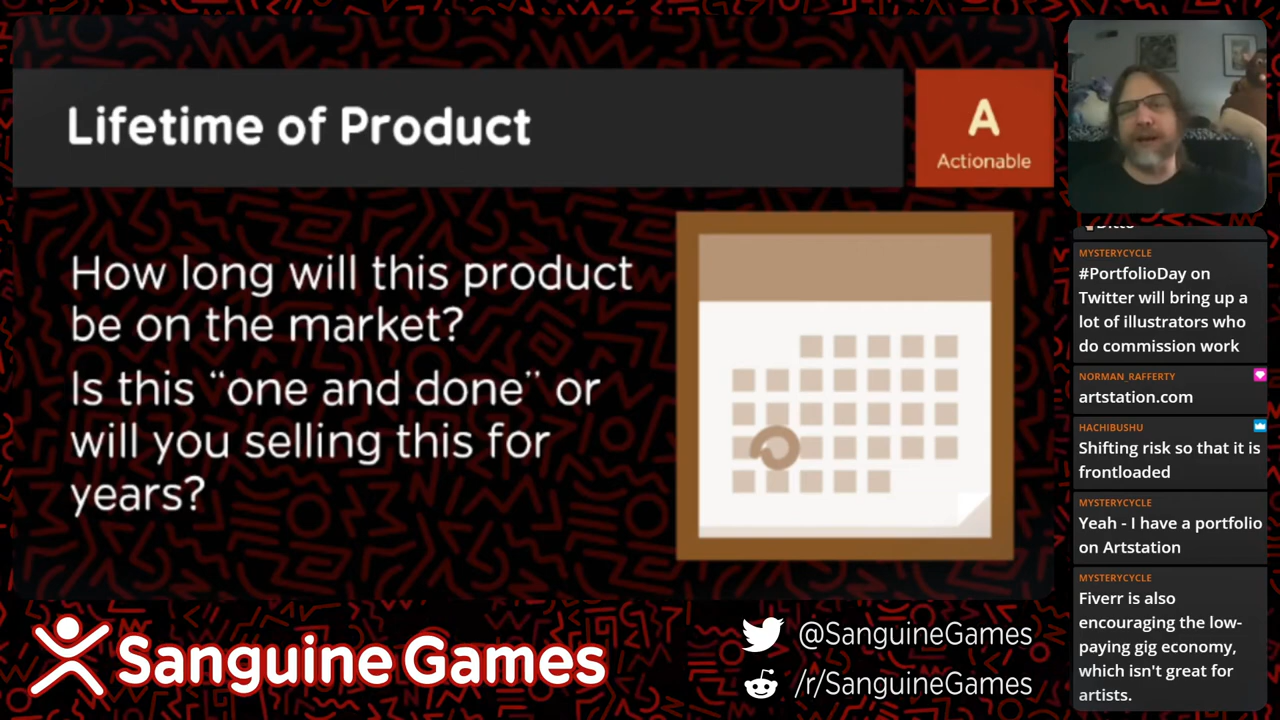 Lifetime of Product
A
Actionable
How long will this product
be on the market?
Is this “one and done” or
will you selling this for
years?
Sanguine Games
@SanguineGames
/r/SanguineGames
Ditto
MYSTERYCYCLE
#PortfolioDay on
Twitter will bring up a
lot of illustrators who
do commission work
NORMAN_RAFFERTY
artstation.com
HACHIBUSHU
Shifting risk so that it is
frontloaded
MYSTERYCYCLE
Yeah - I have a portfolio
on Artstation
MYSTERYCYCLE
Fiverr is also
encouraging the low-
paying gig economy,
which isn't great for
artists.